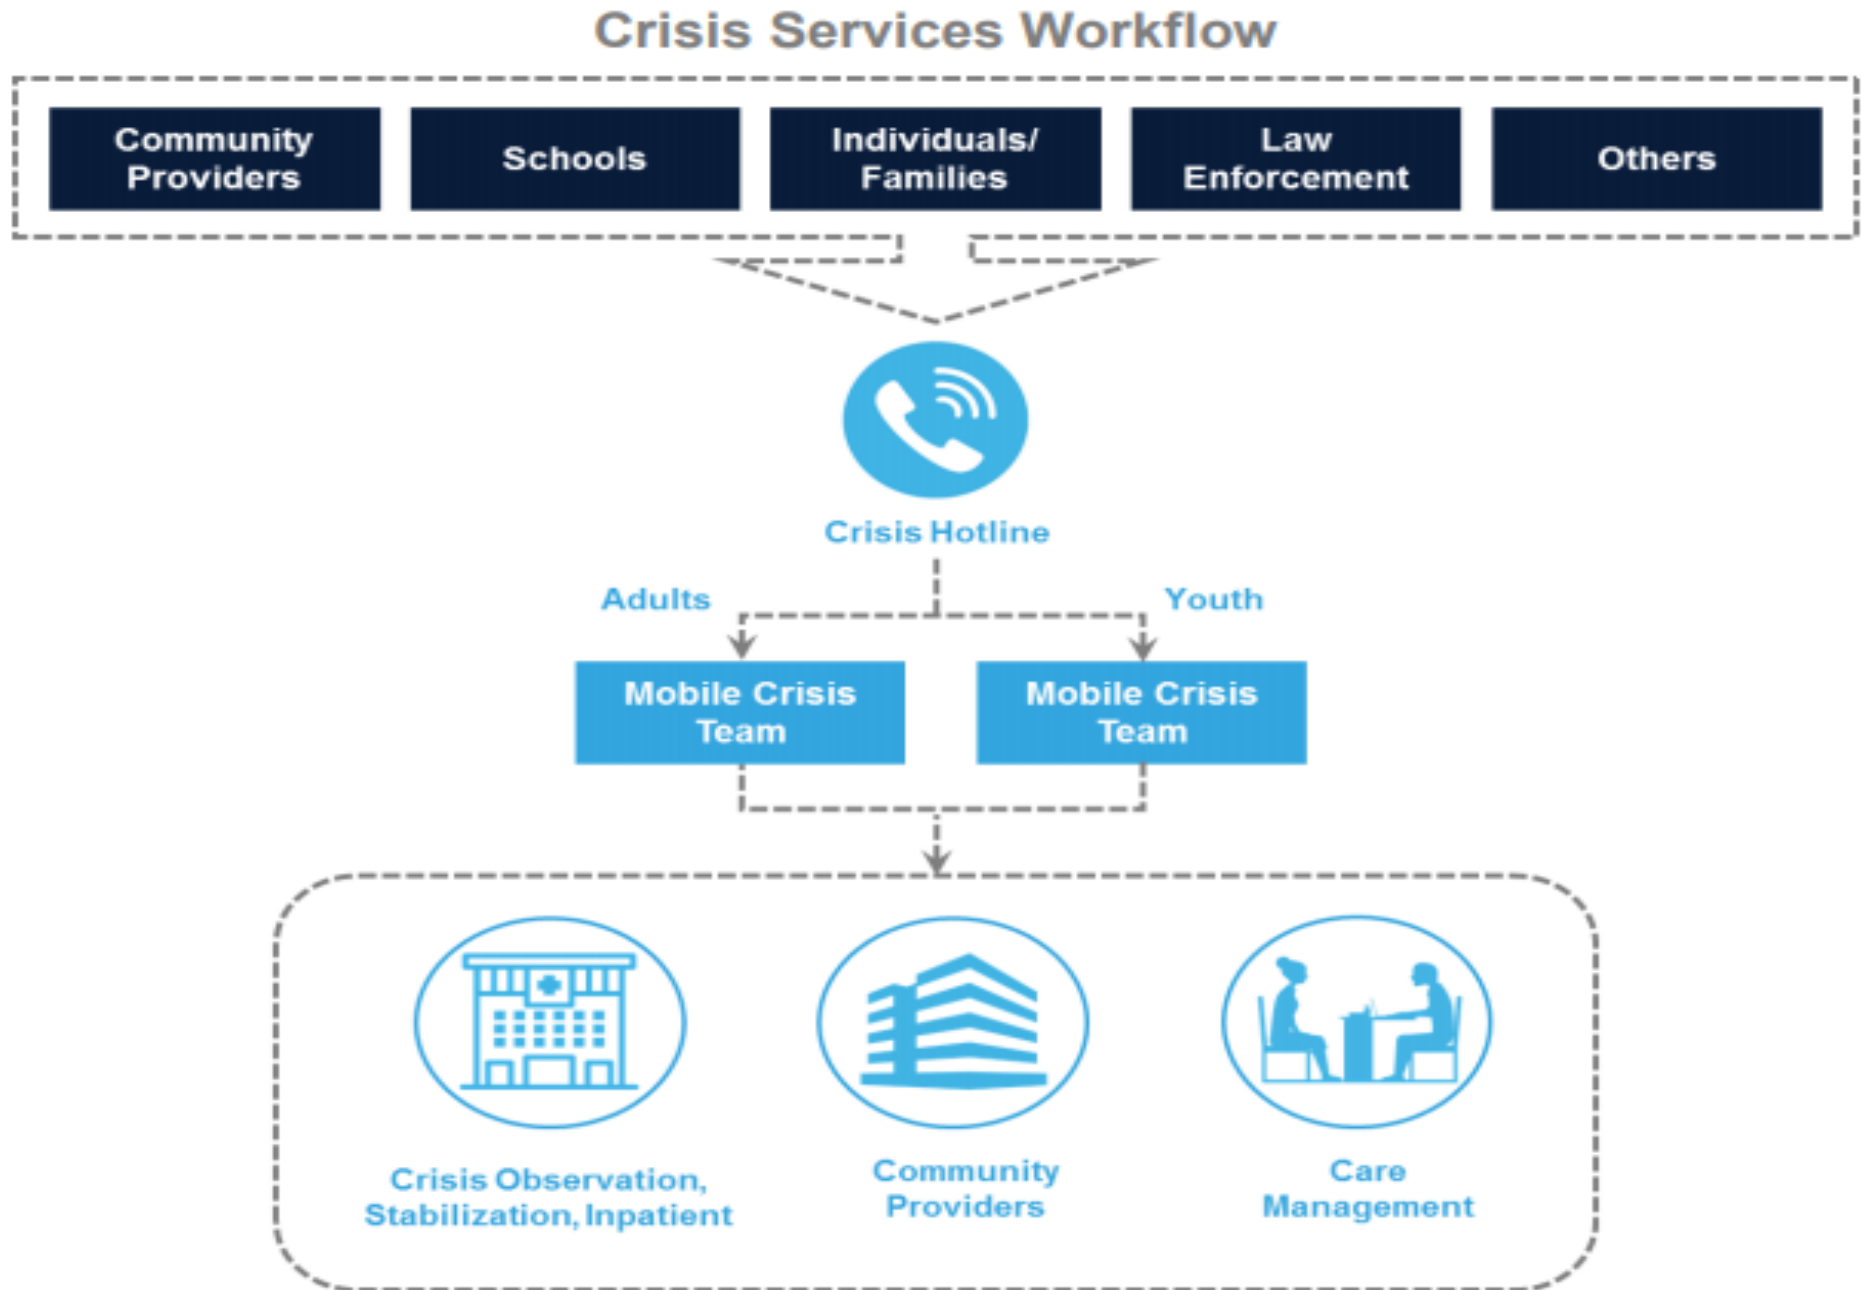 Crisis Services Workflow
Community
Providers
Schools
Individuals/
Families
Law
Enforcement
Others
Crisis Hotline
Adults
Youth
Mobile Crisis
Team
Mobile Crisis
Team
Crisis Observation,
Stabilization, Inpatient
Community
Providers
Care
Management